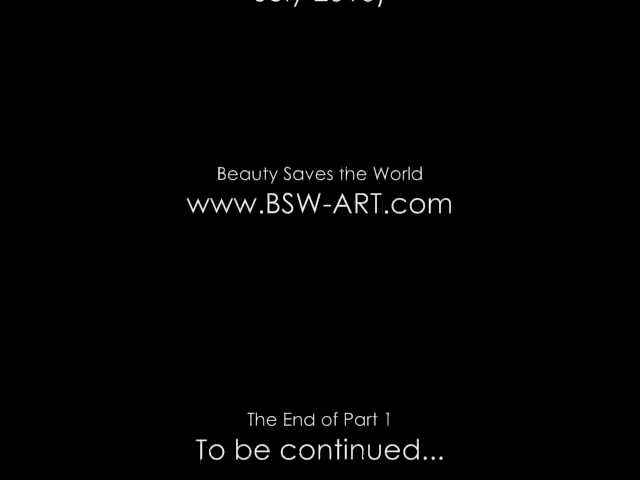 Beauty Saves the World
www.BSW-ART.com
The End of Part 1
To be continued...